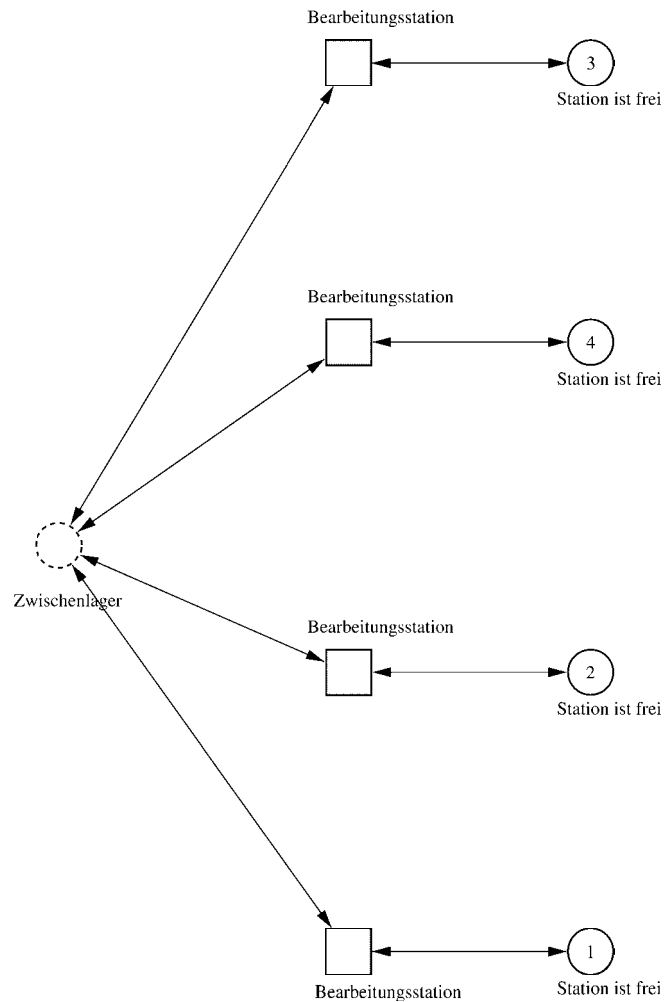 Bearbeitungsstation
3
Station ist frei
Bearbeitungsstation
4
Station ist frei
Zwischenlager
Bearbeitungsstation
2
Station ist frei
1
Bearbeitungsstation
Station ist frei